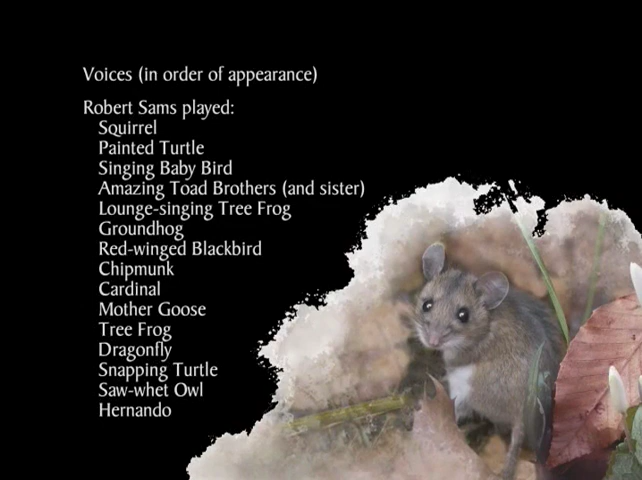 Voices (in order of appearance)
Robert Sams played:
Squirrel
Painted Turtle
Singing Baby Bird
Amazing Toad Brothers (and sister)
Lounge-singing Tree Frog
Groundhog
Red-winged Blackbird
Chipmunk
Cardinal
Mother Goose
Tree Frog
Dragonfly
Snapping Turtle
Saw-whet Owl
Hernando